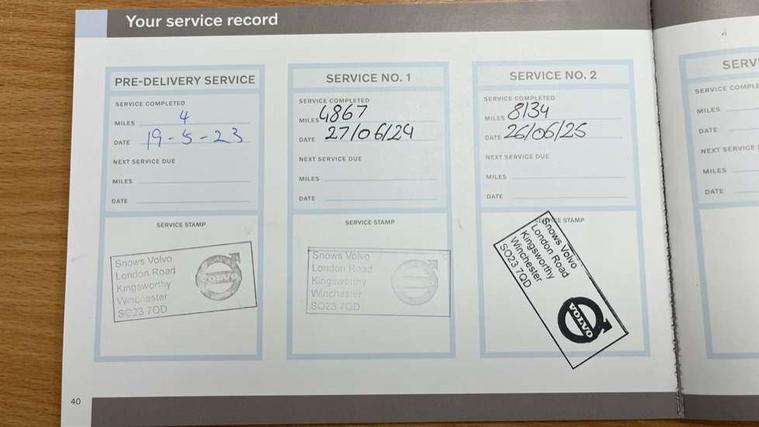 Your service record
PRE-DELIVERY SERVICE
SERVICE COMPLETED
MILES 4
DATE 19-5-23
NEXT SERVICE DUE
MILES
DATE
SERVICE STAMP
Snows Volvo
London Road
Kingsworthy
Winchester
SO23 7QD
VOLVO
SERVICE NO. 1
SERVICE COMPLETED
MILES 4867
DATE 27/06/24
NEXT SERVICE DUE
MILES
DATE
SERVICE STAMP
Snows Volvo
London Road
Kingsworthy
Winchester
SO23 7QD
SERVICE NO. 2
SERVICE COMPLETED
MILES 8134
DATE 26/06/25
NEXT SERVICE DUE
MILES
DATE
STAMP
Snows Volvo
London Road
Kingsworthy
Winchester
SO23 7QD
VOLVO
SERVICE
MILES
DATE
NEXT SERVICE
MILES
DATE
40